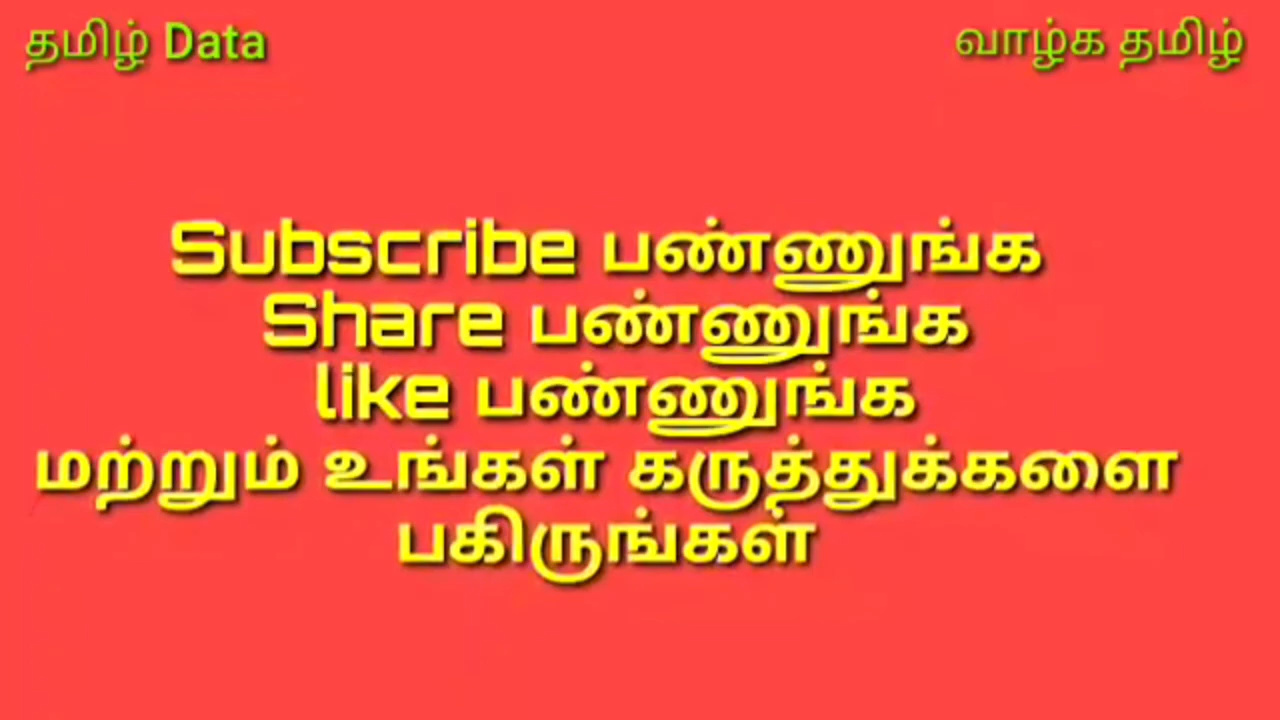 தமிழ் Data
வாழ்க தமிழ்
Subscribe பண்ணுங்க
Share பண்ணுங்க
like பண்ணுங்க
மற்றும் உங்கள் கருத்துக்களை
பகிருங்கள்